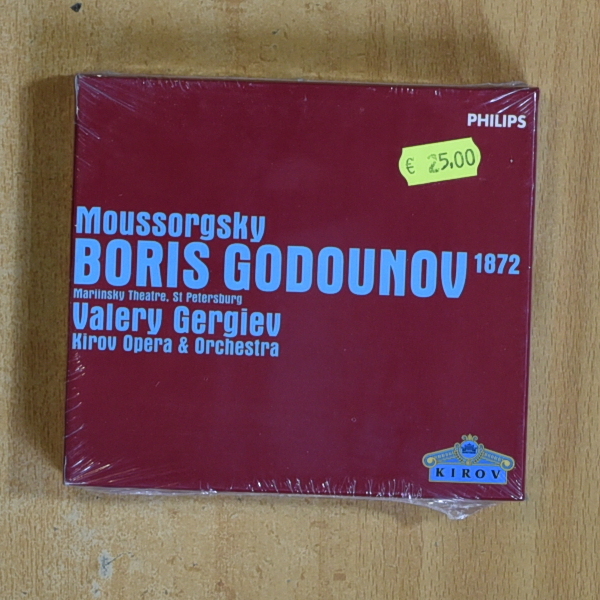 PHILIPS
€ 25,00
Moussorgsky
BORIS GODOUNOV 1872
Mariinsky Theatre, St Petersburg
Valery Gergiev
Kirov Opera & Orchestra
KIROV